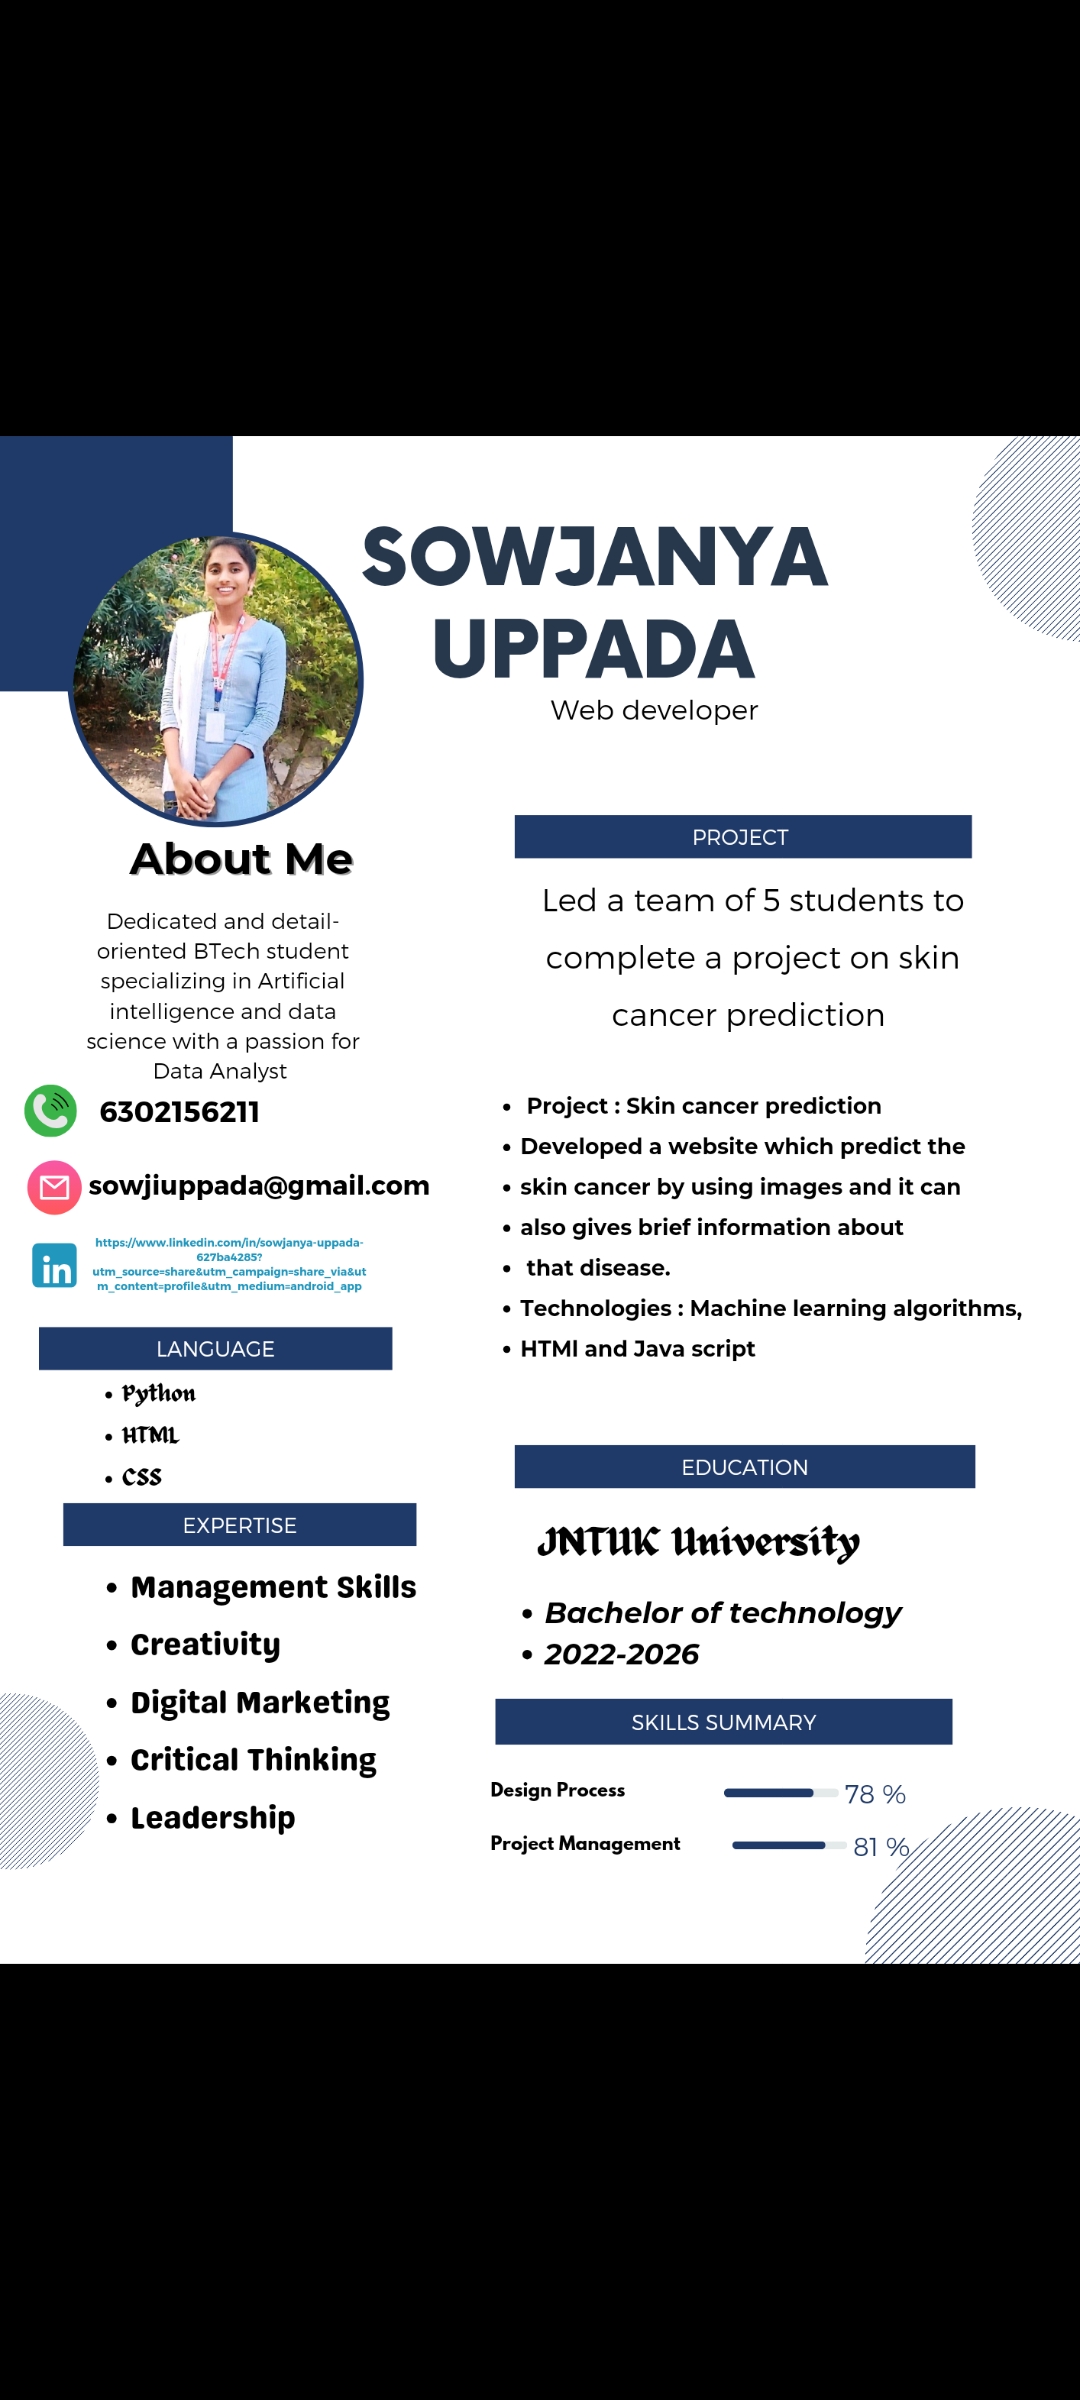 SOWJANYA
UPPADA
Web developer
About Me
Dedicated and detail-
oriented BTech student
specializing in Artificial
intelligence and data
science with a passion for
Data Analyst
6302156211
sowjiuppada@gmail.com
https://www.linkedin.com/in/sowjanya-uppada-
627ba4285?
utm_source=share&utm_campaign=share_via&ut
m_content=profile&utm_medium=android_app
LANGUAGE
• Python
• HTML
• CSS
EXPERTISE
• Management Skills
• Creativity
• Digital Marketing
• Critical Thinking
• Leadership
PROJECT
Led a team of 5 students to
complete a project on skin
cancer prediction
• Project : Skin cancer prediction
• Developed a website which predict the
• skin cancer by using images and it can
• also gives brief information about
• that disease.
• Technologies : Machine learning algorithms,
• HTMl and Java script
EDUCATION
JNTUK University
• Bachelor of technology
• 2022-2026
SKILLS SUMMARY
Design Process 78 %
Project Management 81 %